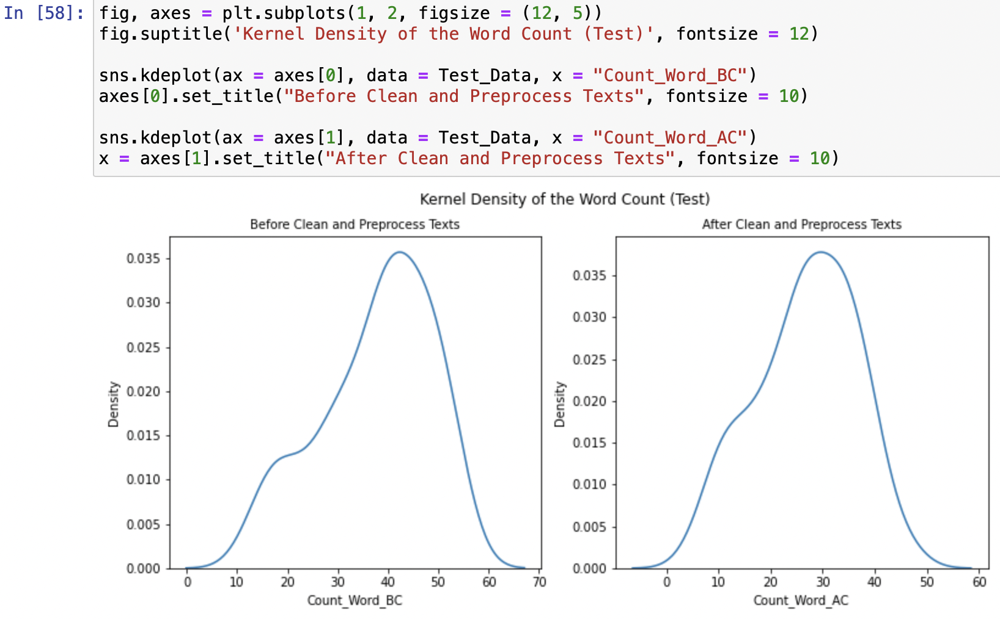 In [58]:
fig, axes = plt.subplots(1, 2, figsize = (12, 5))
fig.suptitle('Kernel Density of the Word Count (Test)', fontsize = 12)
sns.kdeplot(ax = axes[0], data = Test_Data, x = "Count_Word_BC")
axes[0].set_title("Before Clean and Preprocess Texts", fontsize = 10)
sns.kdeplot(ax = axes[1], data = Test_Data, x = "Count_Word_AC")
x = axes[1].set_title("After Clean and Preprocess Texts", fontsize = 10)
Kernel Density of the Word Count (Test)
Before Clean and Preprocess Texts
0.035
0.030
0.025
0.020
0.015
0.010
0.005
0.000
Density
0 10 20 30 40 50 60 70
Count_Word_BC
After Clean and Preprocess Texts
0.035
0.030
0.025
0.020
0.015
0.010
0.005
0.000
Density
0 10 20 30 40 50 60
Count_Word_AC